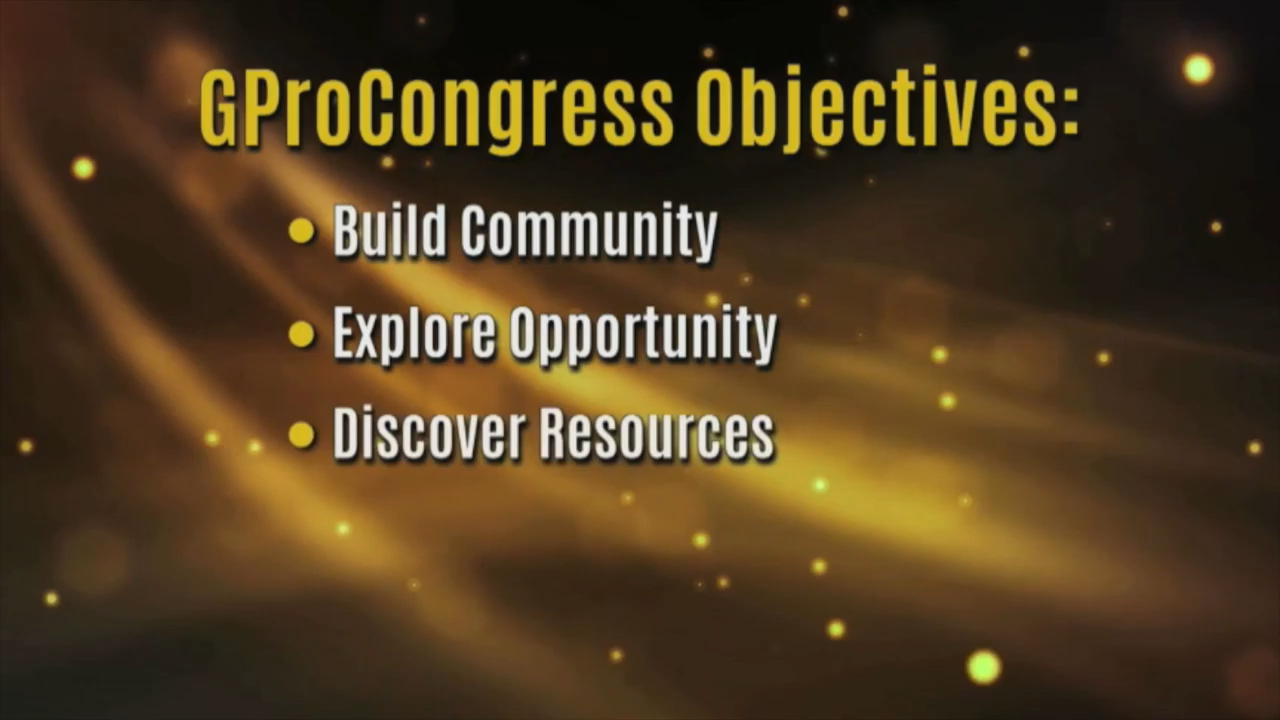 GProCongress Objectives:
• Build Community
• Explore Opportunity
• Discover Resources